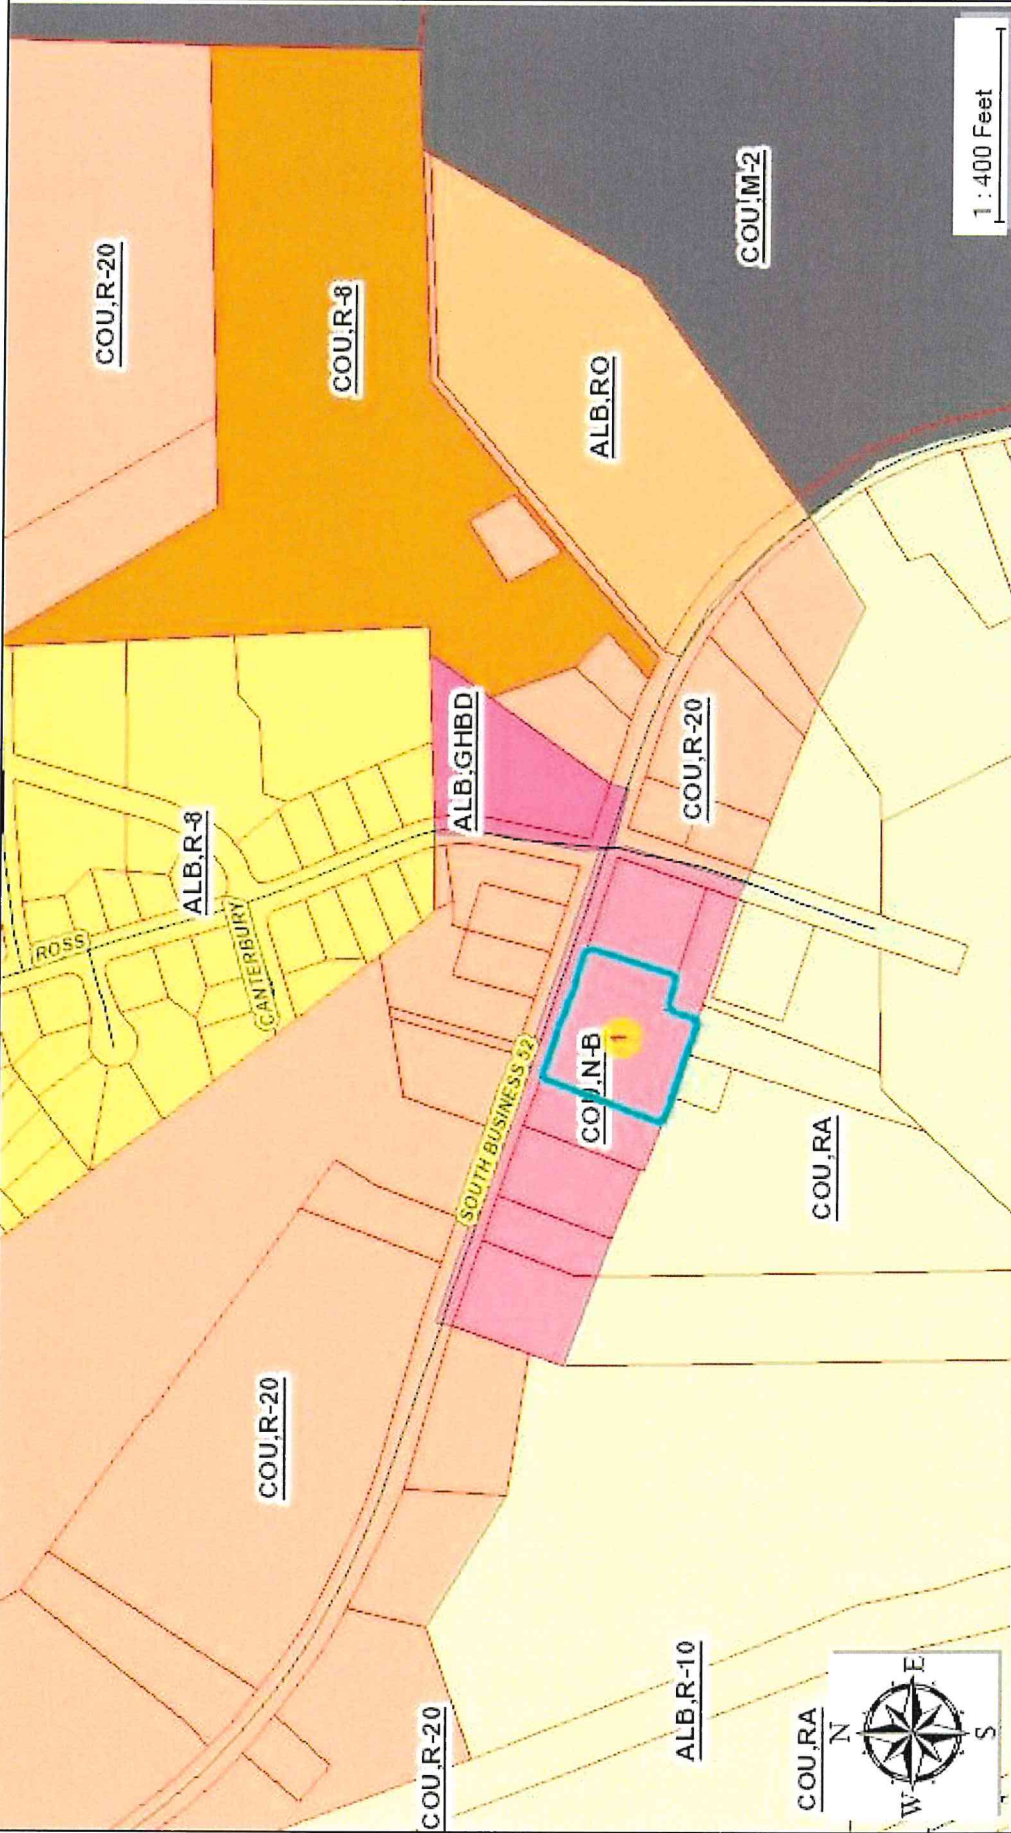 COU,R-20
COU,R-8
COU,M-2
1 : 400 Feet
ALB,RO
ALB,GHBD
COU,R-20
ALB,R-8
ROSS
CANTERBURY
SOUTH BUSINESS 52
COU,N-B
1
COU,RA
COU,R-20
COU,R-20
ALB,R-10
COU,RA
N
W
E
S